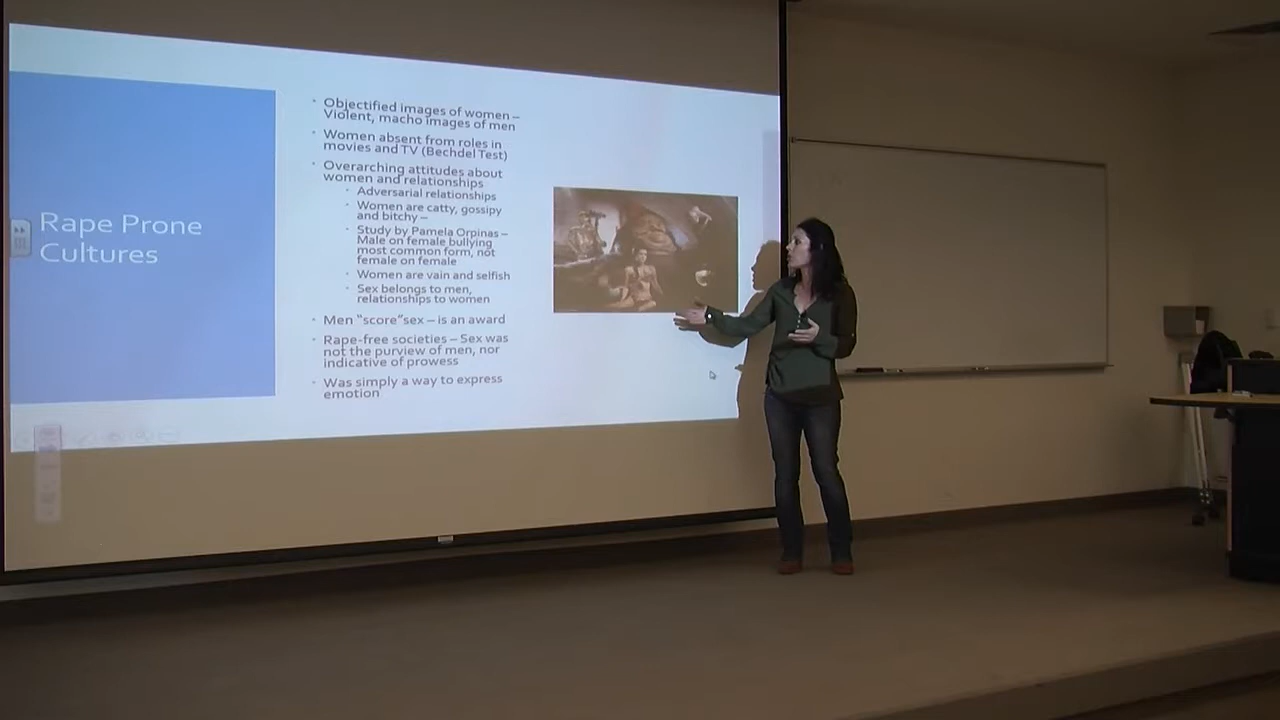 Rape Prone
Cultures
Objectified images of women –
Violent, macho images of men
Women absent from roles in
movies and TV (Bechdel Test)
Overarching attitudes about
women and relationships
Adversarial relationships
Women are catty, gossipy
and bitchy –
Study by Pamela Orpinas –
Male on female bullying
most common form, not
female on female
Women are vain and selfish
Sex belongs to men,
relationships to women
Men "score"sex – is an award
Rape-free societies – Sex was
not the purview of men, nor
indicative of prowess
Was simply a way to express
emotion